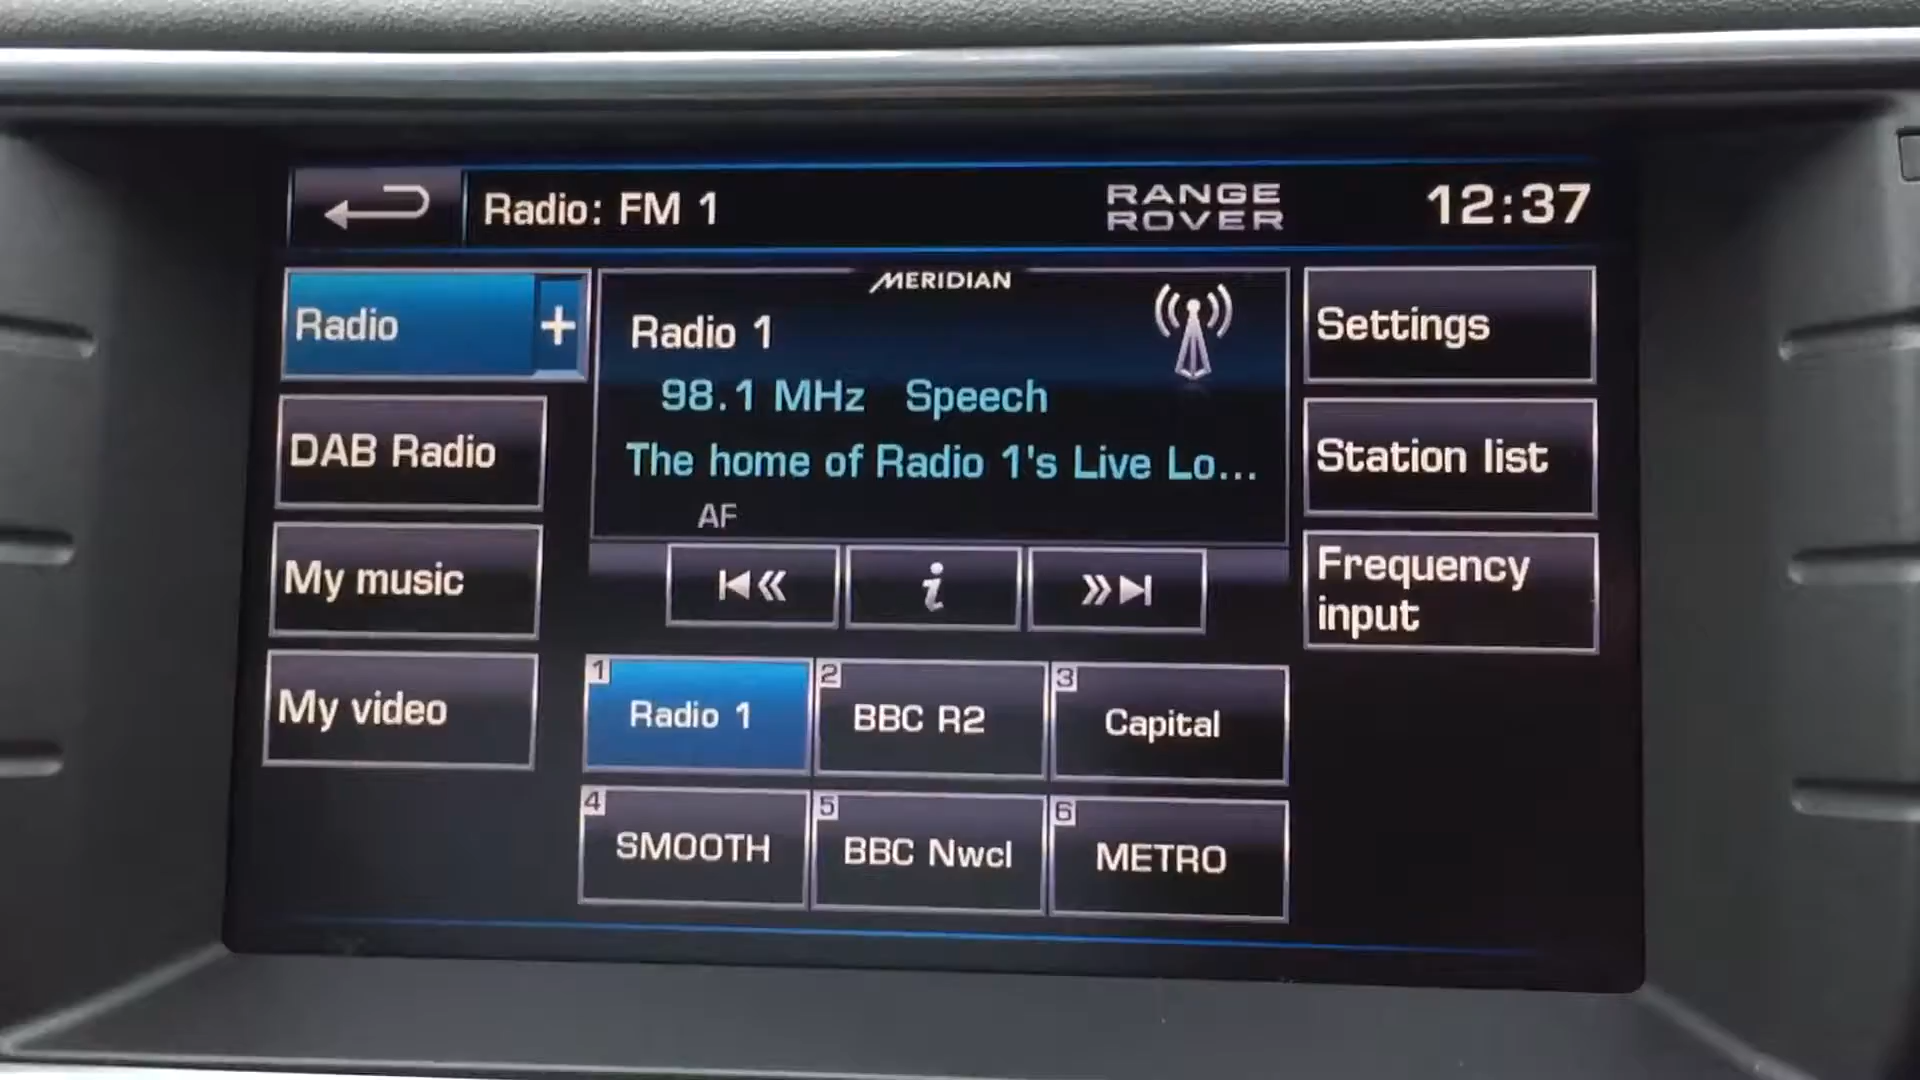 Radio: FM 1
RANGE
ROVER
12:37
Radio
+
DAB Radio
My music
My video
MERIDIAN
Radio 1
98.1 MHz Speech
The home of Radio 1's Live Lo...
AF
i
Settings
Station list
Frequency
input
1
Radio 1
2
BBC R2
3
Capital
4
SMOOTH
5
BBC Nwcl
6
METRO